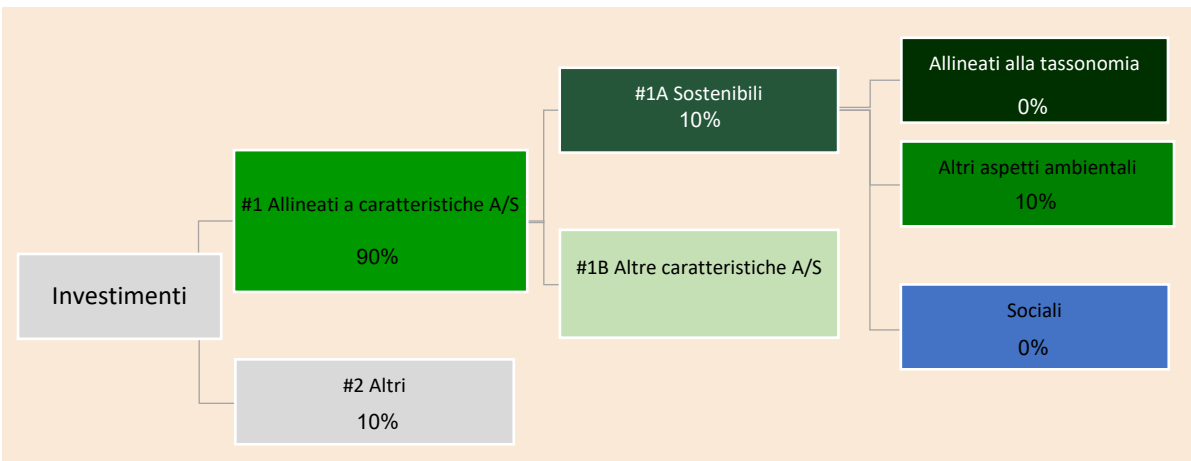 Investimenti
#1 Allineati a caratteristiche A/S
90%
#2 Altri
10%
#1A Sostenibili
10%
#1B Altre caratteristiche A/S
Allineati alla tassonomia
0%
Altri aspetti ambientali
10%
Sociali
0%